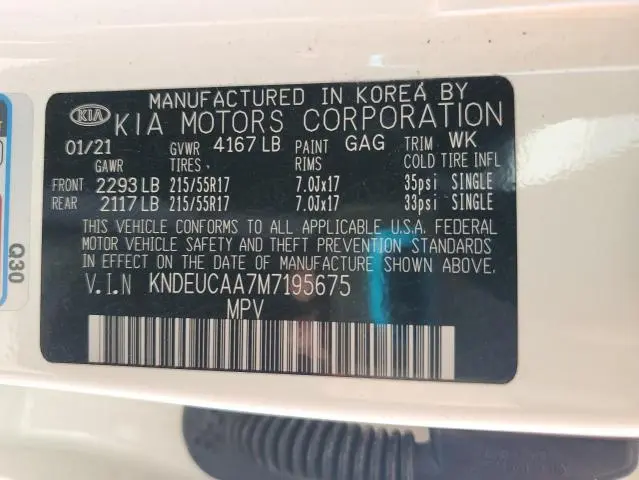 MANUFACTURED IN KOREA BY
KIA KIA MOTORS CORPORATION
01/21 GVWR 4167 LB PAINT GAG TRIM WK
GAWR TIRES: RIMS COLD TIRE INFL
FRONT 2293 LB 215/55R17 7.0Jx17 35psi SINGLE
REAR 2117 LB 215/55R17 7.0Jx17 33psi SINGLE
THIS VEHICLE CONFORMS TO ALL APPLICABLE U.S.A. FEDERAL
MOTOR VEHICLE SAFETY AND THEFT PREVENTION STANDARDS
IN EFFECT ON THE DATE OF MANUFACTURE SHOWN ABOVE.
V.I.N KNDEUCAA7M7195675
MPV
Q30